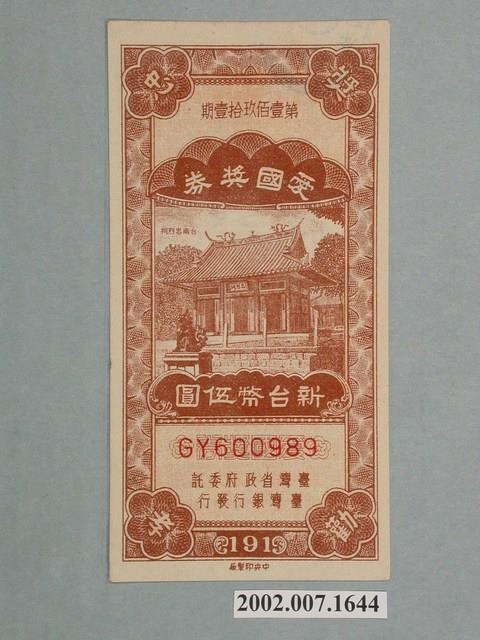 忠 獎
第壹佰玖拾壹期
愛國獎券
台南忠烈祠
新台幣伍圓
GY600989
臺灣省政府委託
臺灣銀行發行
191
中央印製廠
2002.007.1644